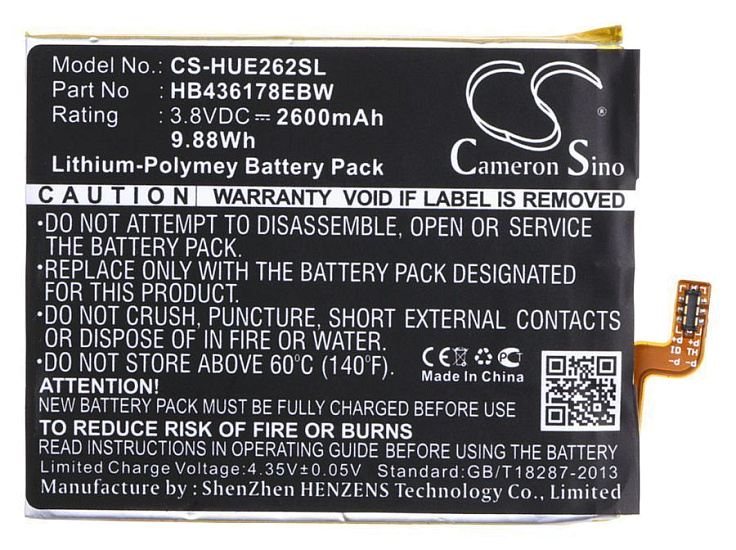 Model No.: CS-HUE262SL
Part No : HB436178EBW
Rating : 3.8VDC ⎓ 2600mAh
9.88Wh
Lithium-Polymey Battery Pack
CS ®
Cameron Sino
CAUTION WARRANTY VOID IF LABEL IS REMOVED
•DO NOT ATTEMPT TO DISASSEMBLE, OPEN OR SERVICE
THE BATTERY PACK.
•REPLACE ONLY WITH THE BATTERY PACK DESIGNATED
FOR THIS PRODUCT.
•DO NOT CRUSH, PUNCTURE, SHORT EXTERNAL CONTACTS
OR DISPOSE OF IN FIRE OR WATER.
•DO NOT STORE ABOVE 60°C (140°F).
CE PCT
Made In China
ATTENTION!
NEW BATTERY PACK MUST BE FULLY CHARGED BEFORE USE.
TO REDUCE RISK OF FIRE OR BURNS
READ INSTRUCTIONS IN OPERATING GUIDE BEFORE USING THE BATTERY
Limited Charge Voltage:4.35V±0.05V Standard:GB/T18287-2013
Manufacture by : ShenZhen HENZENS Technology Co., Limited
P+ P+
ID TH
P- P-